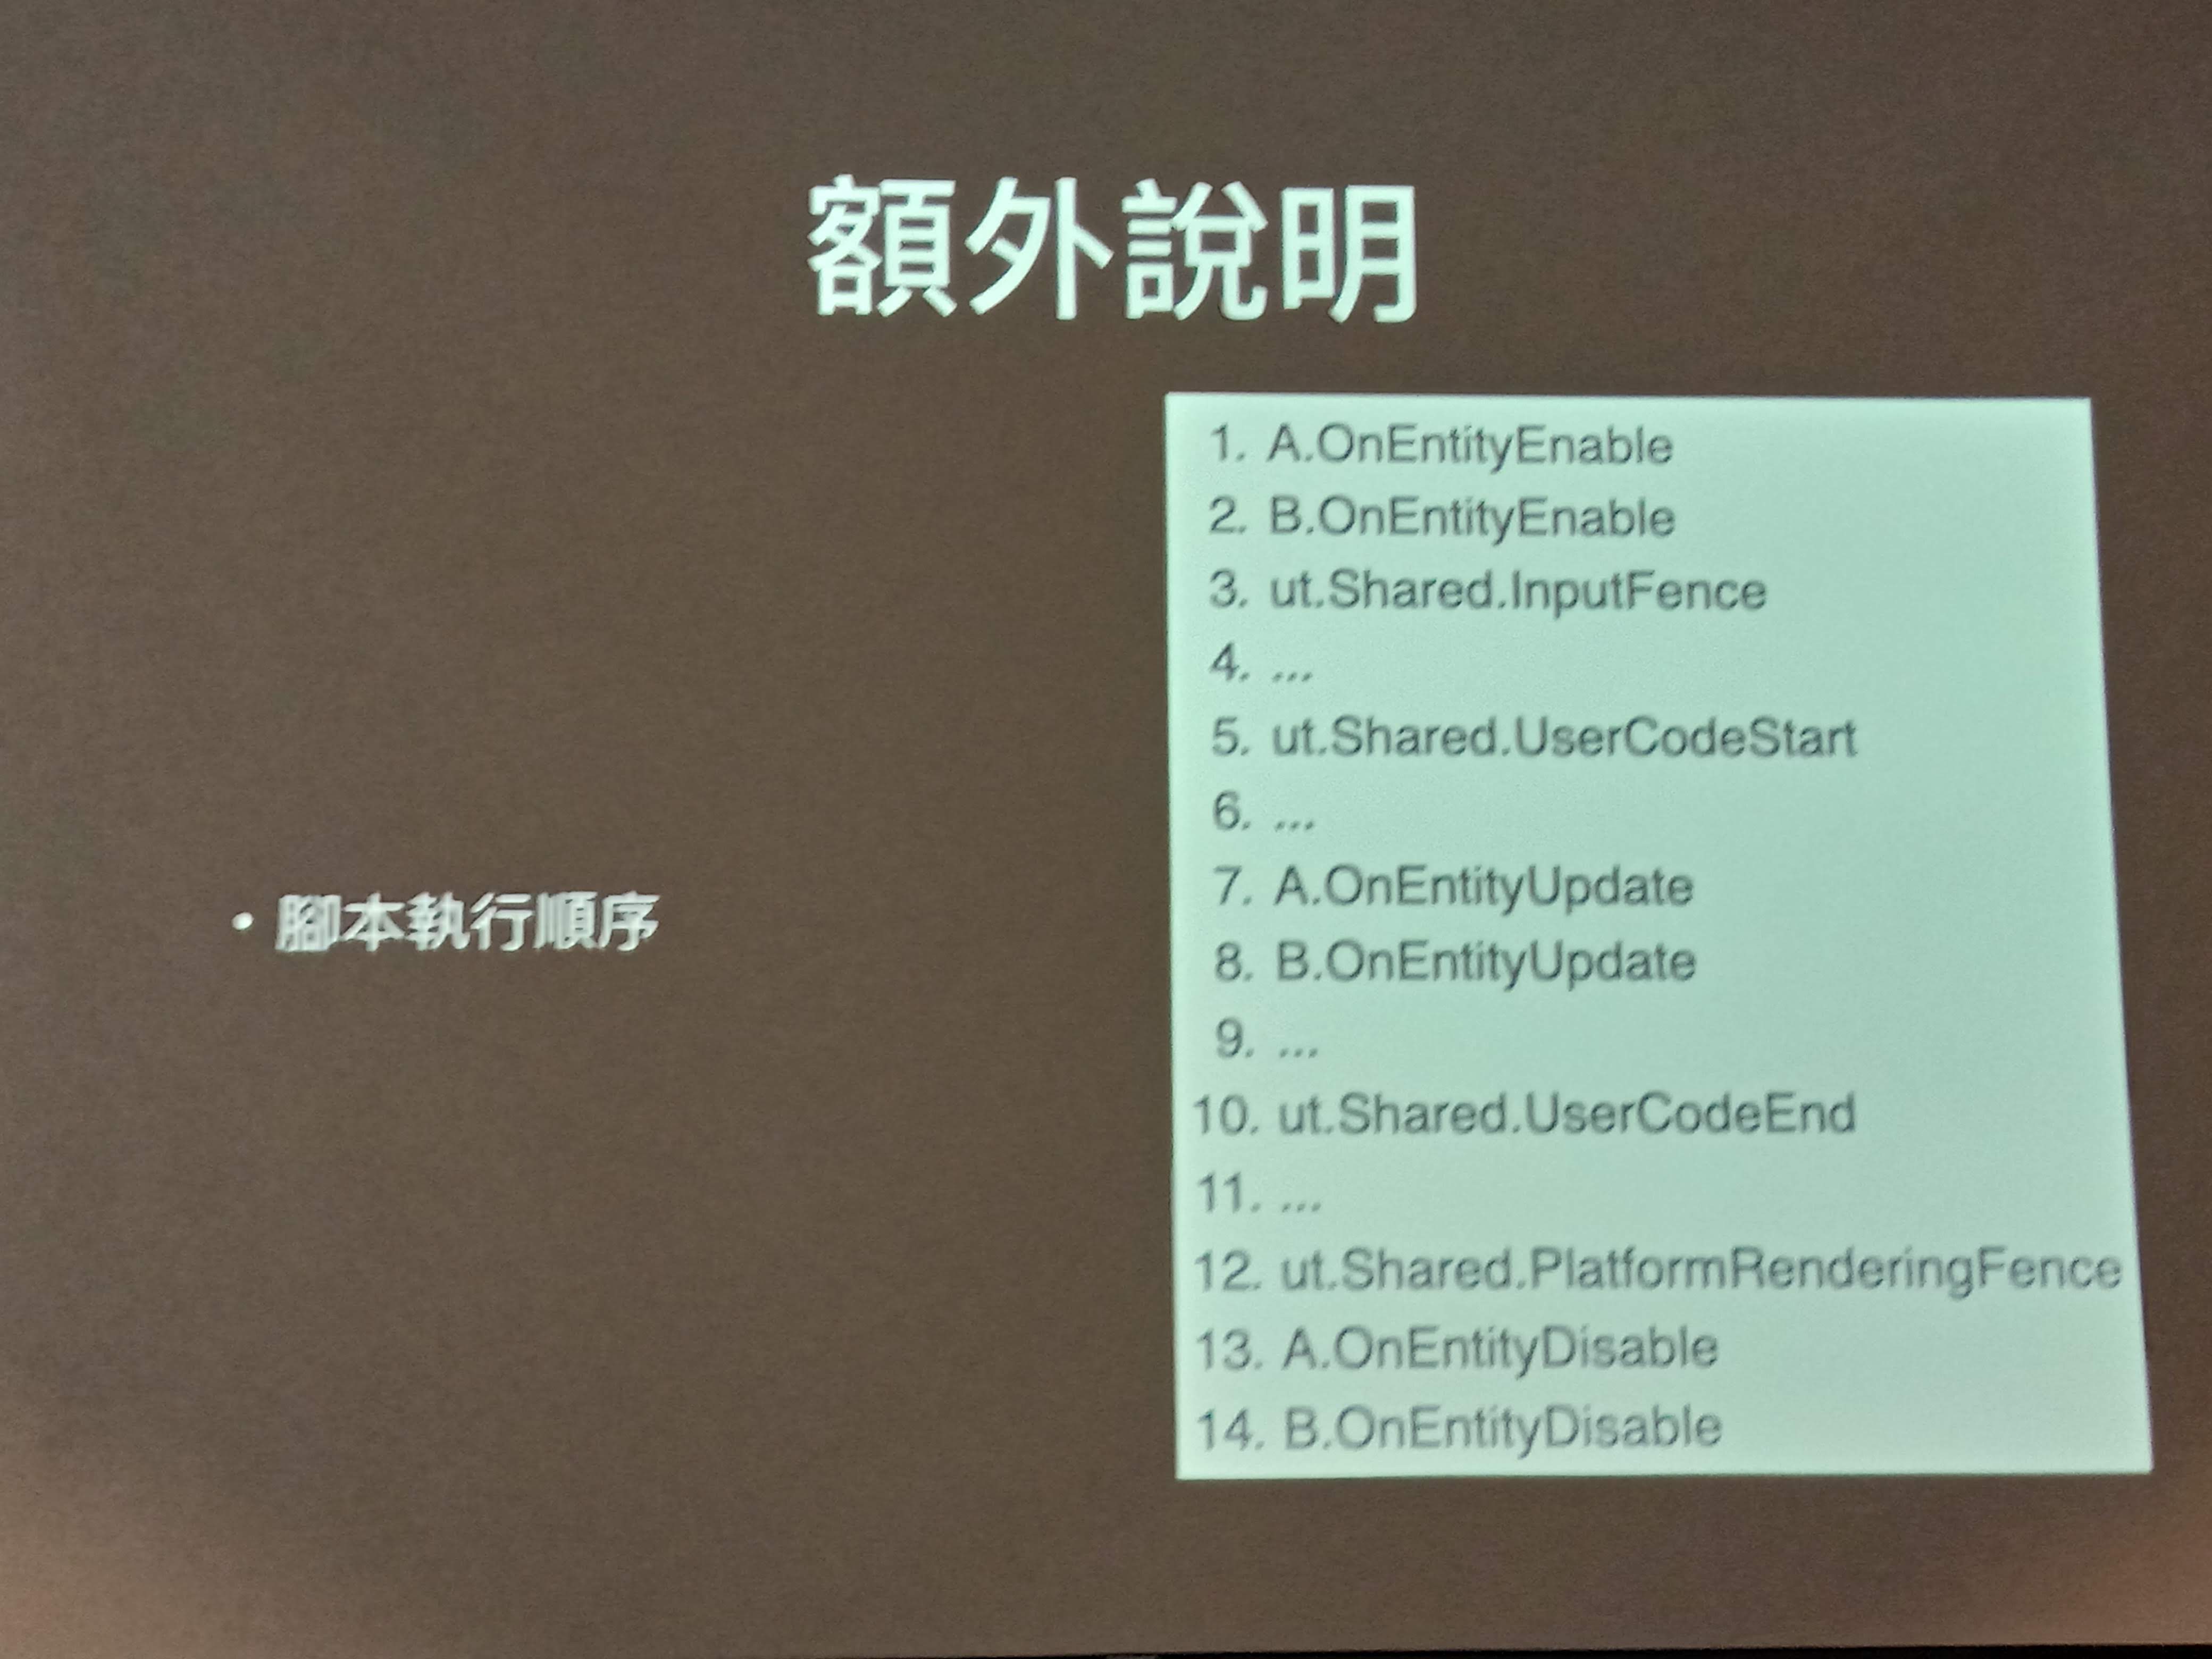 額外說明
• 腳本執行順序
1. A.OnEntityEnable
2. B.OnEntityEnable
3. ut.Shared.InputFence
4. ...
5. ut.Shared.UserCodeStart
6. ...
7. A.OnEntityUpdate
8. B.OnEntityUpdate
9. ...
10. ut.Shared.UserCodeEnd
11. ...
12. ut.Shared.PlatformRenderingFence
13. A.OnEntityDisable
14. B.OnEntityDisable